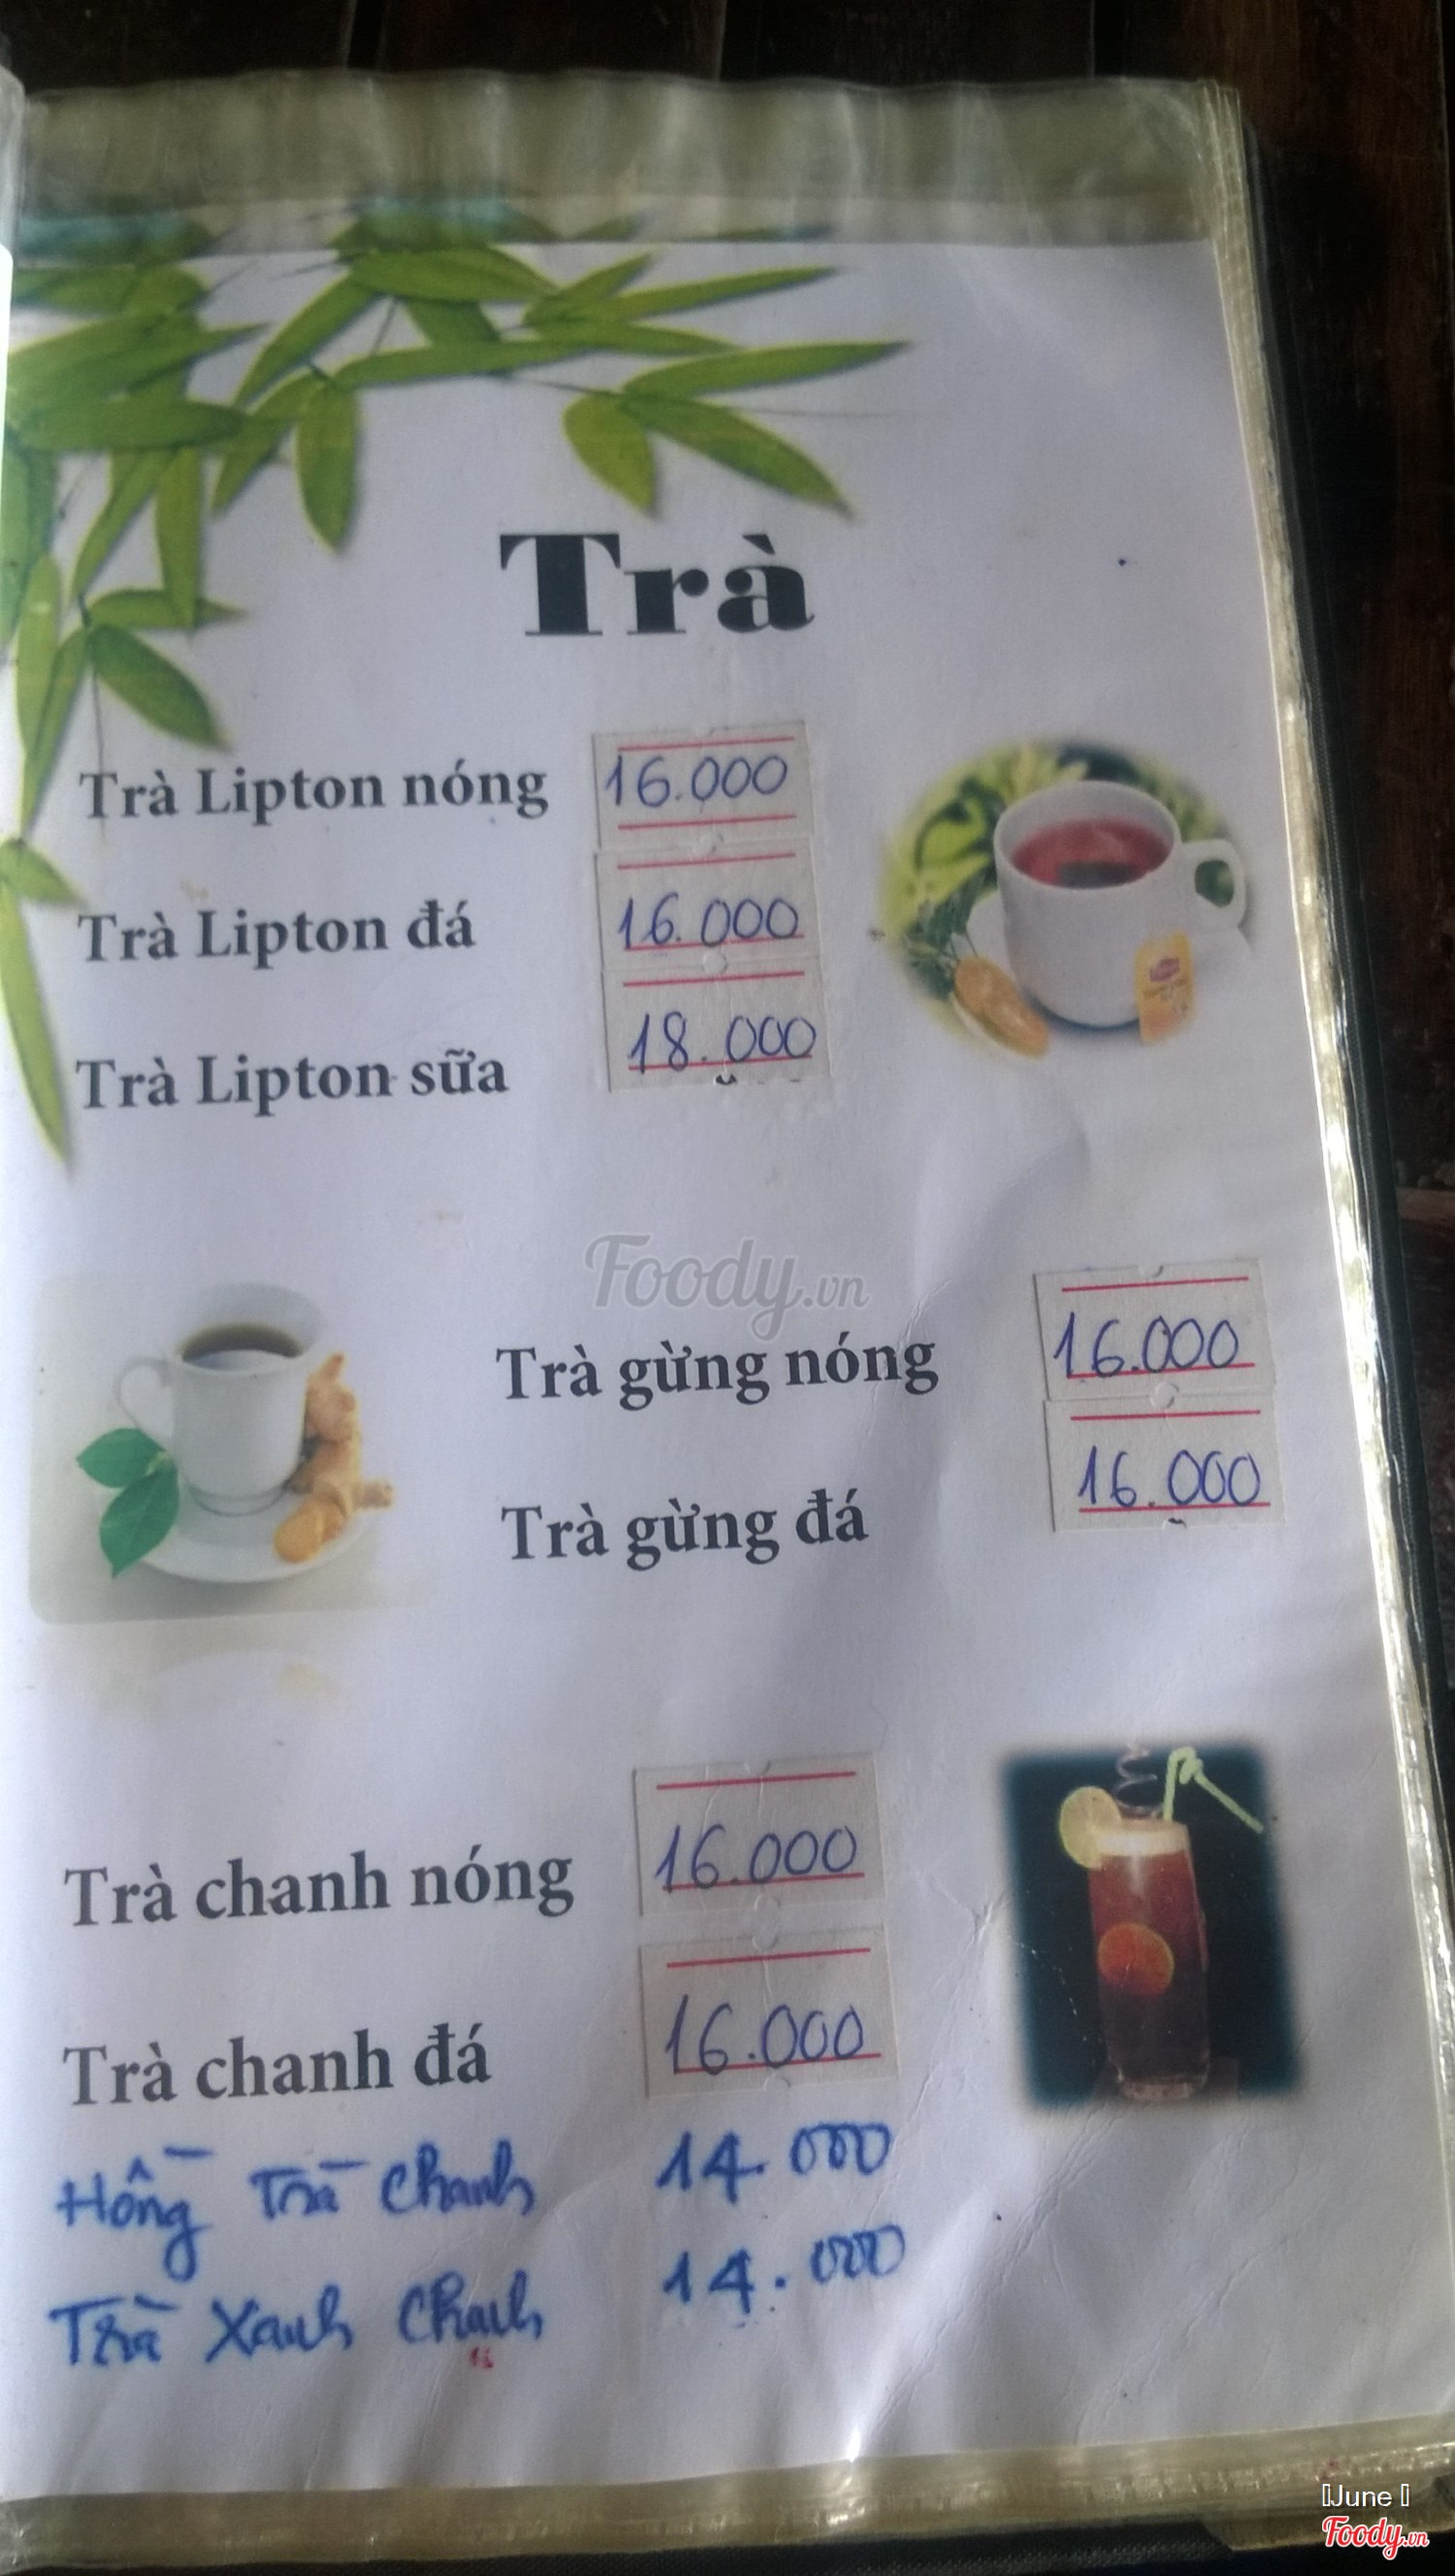 Trà
Trà Lipton nóng 16.000
Trà Lipton đá 16.000
Trà Lipton sữa 18.000
Foody.vn
Trà gừng nóng 16.000
Trà gừng đá 16.000
Trà chanh nóng 16.000
Trà chanh đá 16.000
Hồng Trà Chanh 14.000
Trà Xanh Chanh 14.000
June
Foody.vn